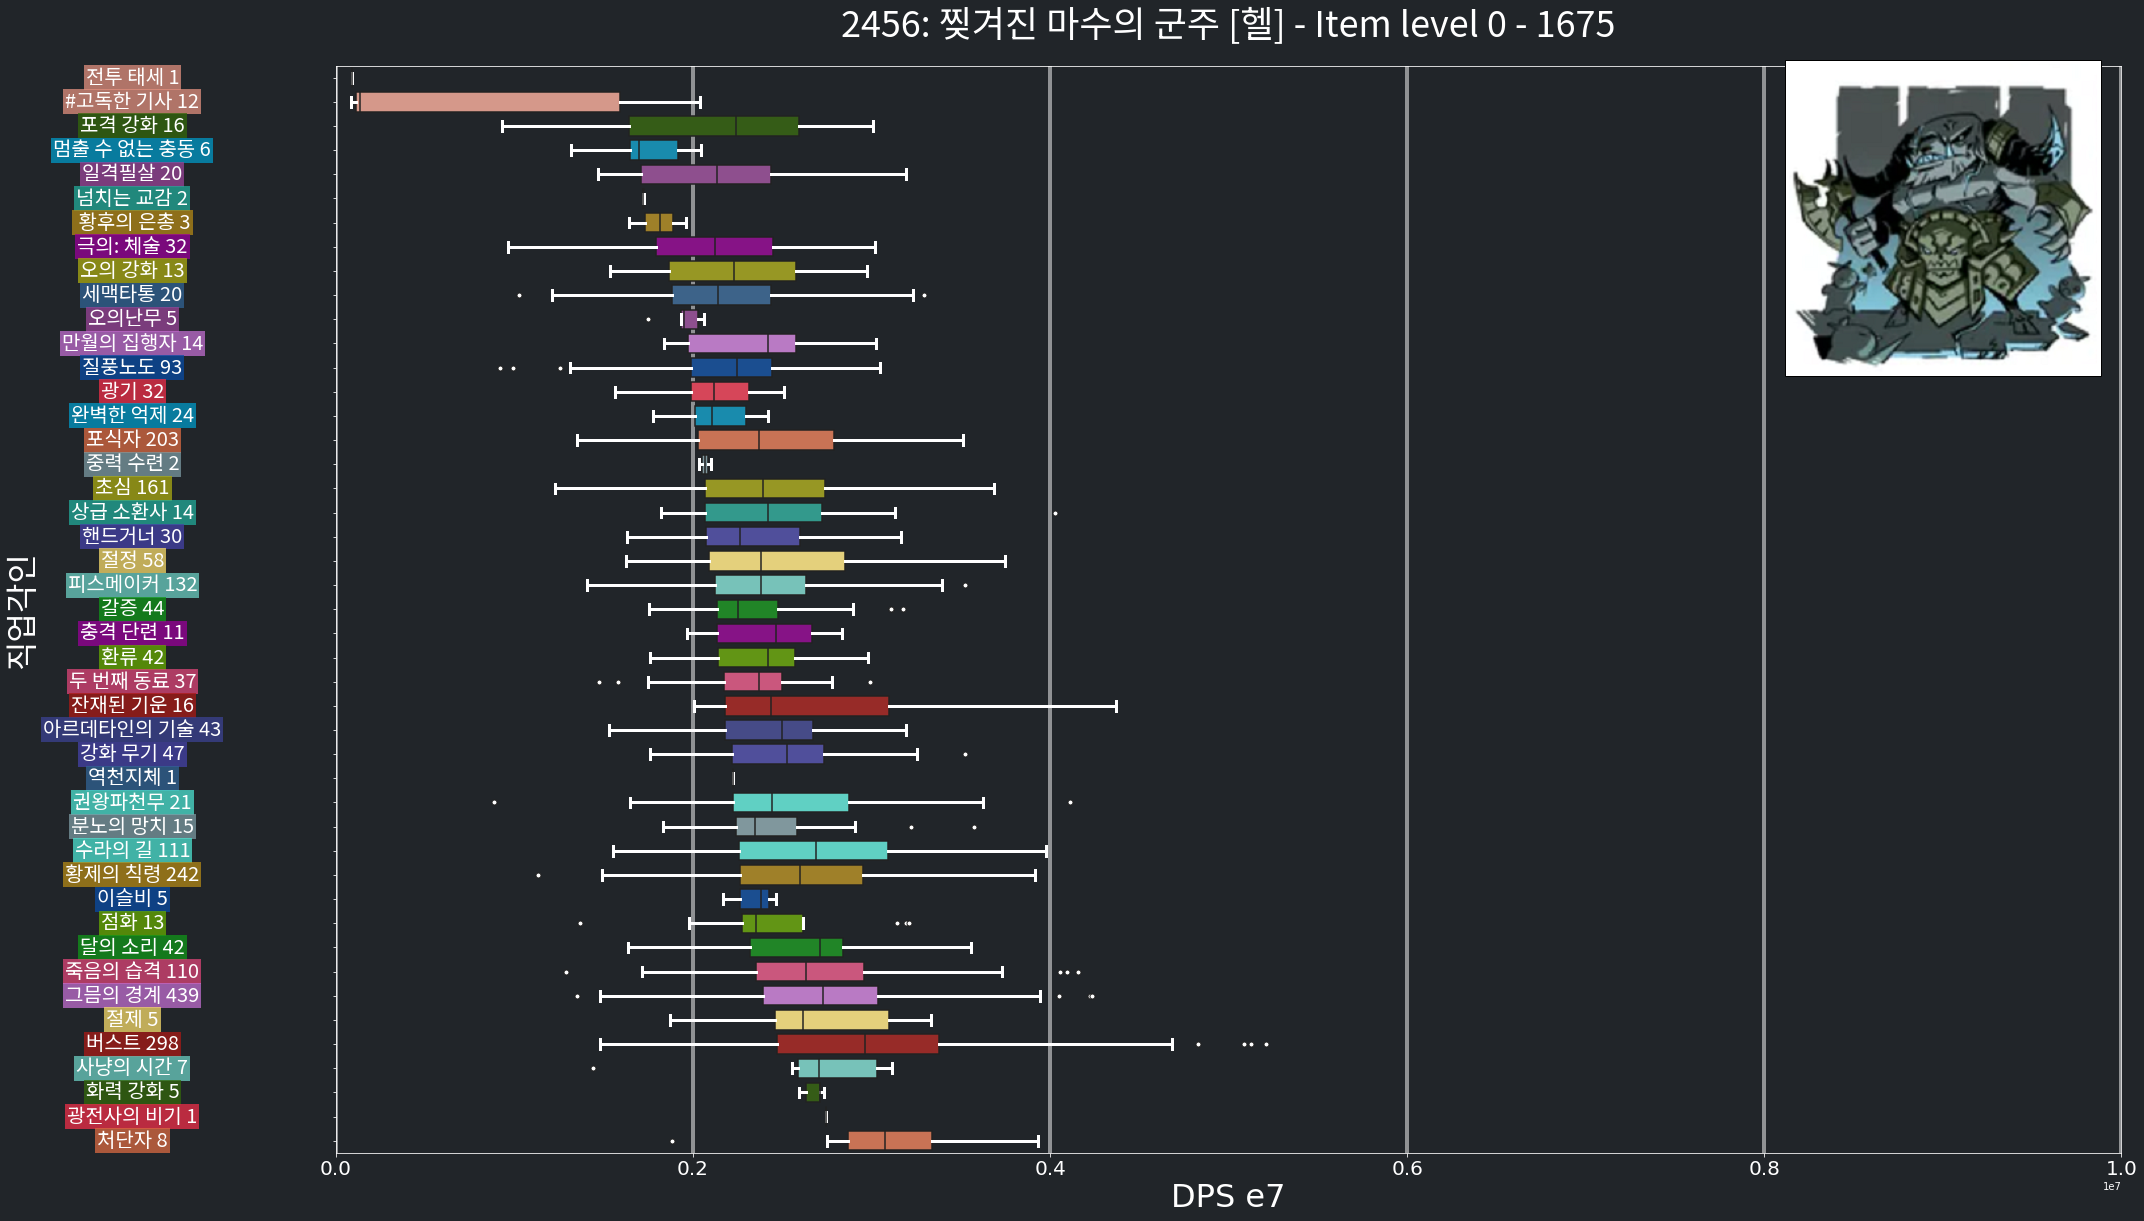 2456: 찢겨진 마수의 군주 [헬] - Item level 0 - 1675
전투 태세 1
#고독한 기사 12
포격 강화 16
멈출 수 없는 충동 6
일격필살 20
넘치는 교감 2
황후의 은총 3
극의: 체술 32
오의 강화 13
세맥타통 20
오의난무 5
만월의 집행자 14
질풍노도 93
광기 32
완벽한 억제 24
포식자 203
중력 수련 2
초심 161
상급 소환사 14
핸드거너 30
절정 58
피스메이커 132
갈증 44
충격 단련 11
환류 42
두 번째 동료 37
잔재된 기운 16
아르데타인의 기술 43
강화 무기 47
역천지체 1
권왕파천무 21
분노의 망치 15
수라의 길 111
황제의 칙령 242
이슬비 5
점화 13
달의 소리 42
죽음의 습격 110
그믐의 경계 439
절제 5
버스트 298
사냥의 시간 7
화력 강화 5
광전사의 비기 1
처단자 8
직업각인
0.0 0.2 0.4 0.6 0.8 1.0
1e7
DPS e7